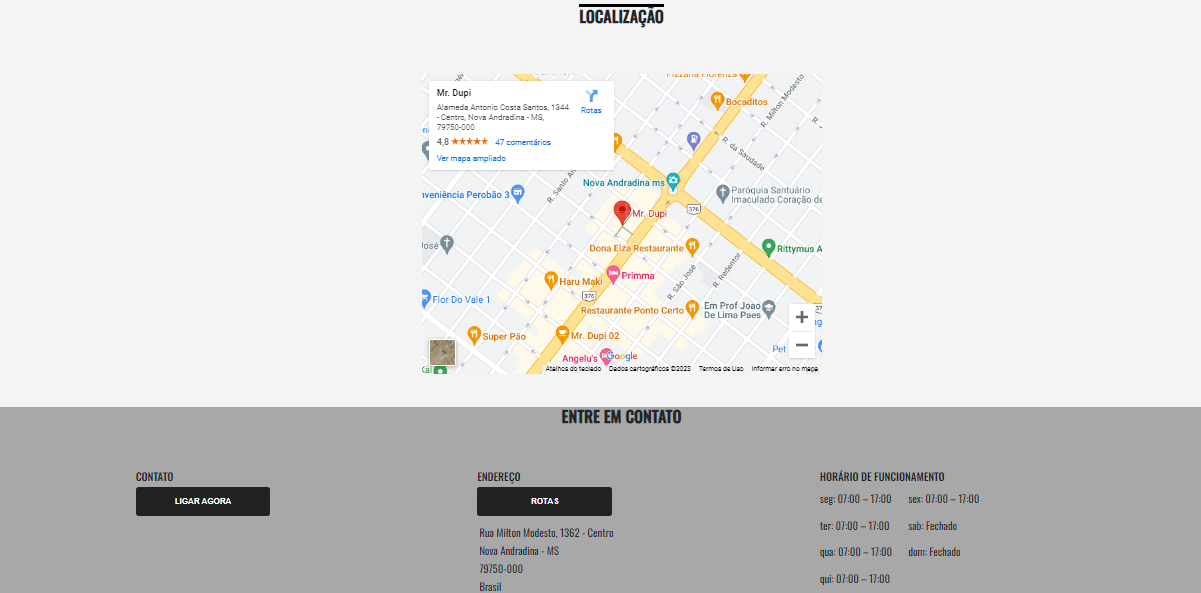 LOCALIZAÇÃO
Pizzaria Fiorenza
Mr. Dupi
Rotas
Alameda Antonio Costa Santos, 1344
- Centro, Nova Andradina - MS,
79750-000
4,8 ★★★★★ 47 comentários
Ver mapa ampliado
Bocaditos
R. Milton Modesto
R. da Saudade
Nova Andradina ms
Paróquia Santuário
Imaculado Coração de
nveniência Perobão 3
R. Santo An
376
Mr. Dupi
José
Dona Elza Restaurante
Rittymus A
Primma
Haru Maki
R. São José
R. Redentor
376
Flor Do Vale 1
Restaurante Ponto Certo
Em Prof Joao
De Lima Paes
+
Super Pão
Mr. Dupi 02
Pet
−
Angelu's
Google
Atalhos do teclado Dados cartográficos ©2023 Termos de Uso Informar erro no mapa
ENTRE EM CONTATO
CONTATO
LIGAR AGORA
ENDEREÇO
ROTAS
Rua Milton Modesto, 1362 - Centro
Nova Andradina - MS
79750-000
Brasil
HORÁRIO DE FUNCIONAMENTO
seg: 07:00 – 17:00 sex: 07:00 – 17:00
ter: 07:00 – 17:00 sab: Fechado
qua: 07:00 – 17:00 dom: Fechado
qui: 07:00 – 17:00